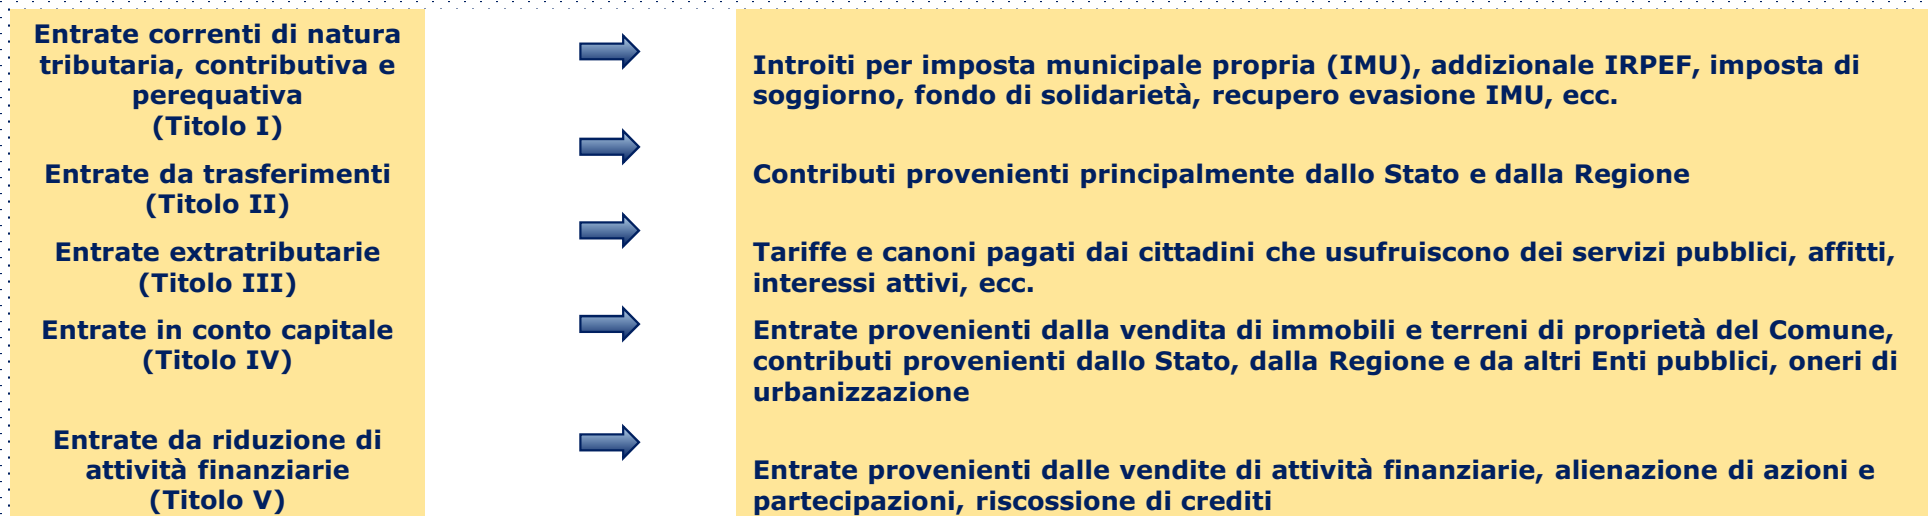 Entrate correnti di natura
tributaria, contributiva e
perequativa
(Titolo I)
Introiti per imposta municipale propria (IMU), addizionale IRPEF, imposta di
soggiorno, fondo di solidarietà, recupero evasione IMU, ecc.
Entrate da trasferimenti
(Titolo II)
Contributi provenienti principalmente dallo Stato e dalla Regione
Entrate extratributarie
(Titolo III)
Tariffe e canoni pagati dai cittadini che usufruiscono dei servizi pubblici, affitti,
interessi attivi, ecc.
Entrate in conto capitale
(Titolo IV)
Entrate provenienti dalla vendita di immobili e terreni di proprietà del Comune,
contributi provenienti dallo Stato, dalla Regione e da altri Enti pubblici, oneri di
urbanizzazione
Entrate da riduzione di
attività finanziarie
(Titolo V)
Entrate provenienti dalle vendite di attività finanziarie, alienazione di azioni e
partecipazioni, riscossione di crediti